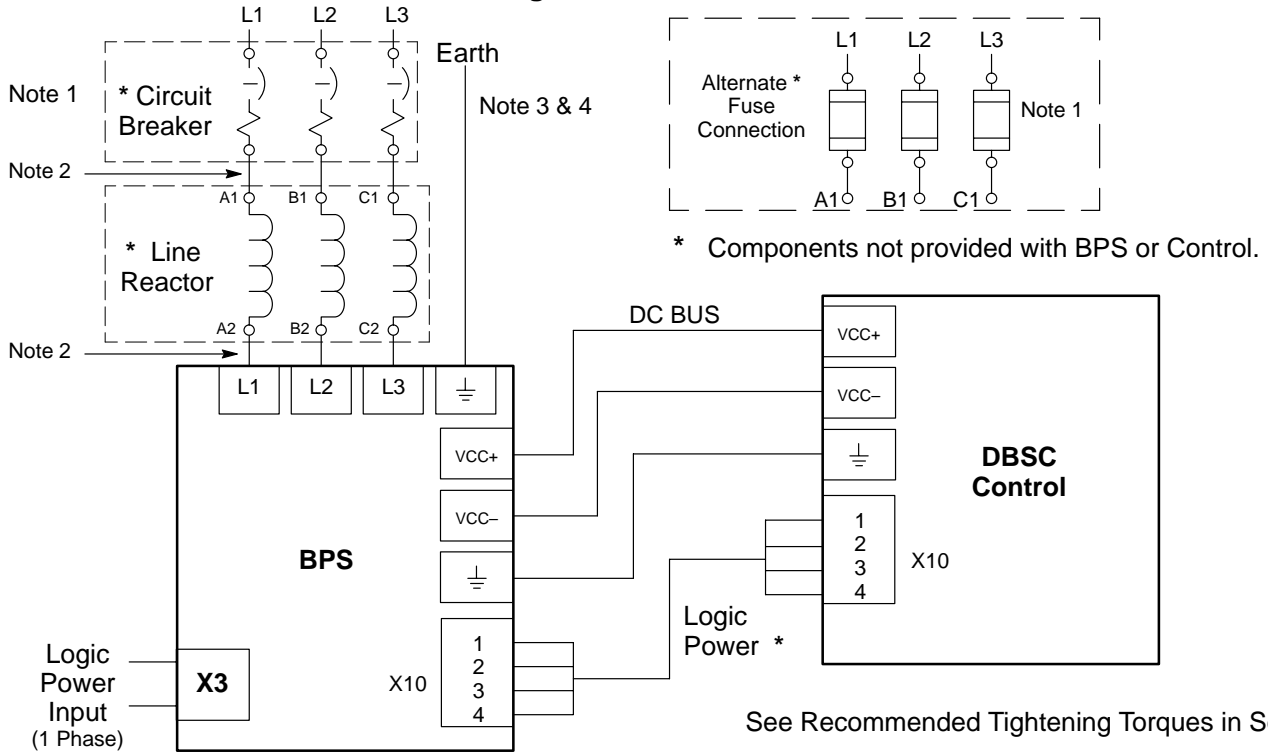 L1 L2 L3
Earth
Note 1
* Circuit
Breaker
Note 3 & 4
Note 2
A1 B1 C1
* Line
Reactor
A2 B2 C2
Note 2
L1 L2 L3
Alternate *
Fuse
Connection
Note 1
A1 B1 C1
* Components not provided with BPS or Control.
L1 L2 L3
VCC+
VCC–
BPS
X10
1
2
3
4
Logic
Power
Input
(1 Phase)
X3
DC BUS
Logic
Power *
VCC+
VCC–
DBSC
Control
1
2
3
4
X10
See Recommended Tightening Torques in